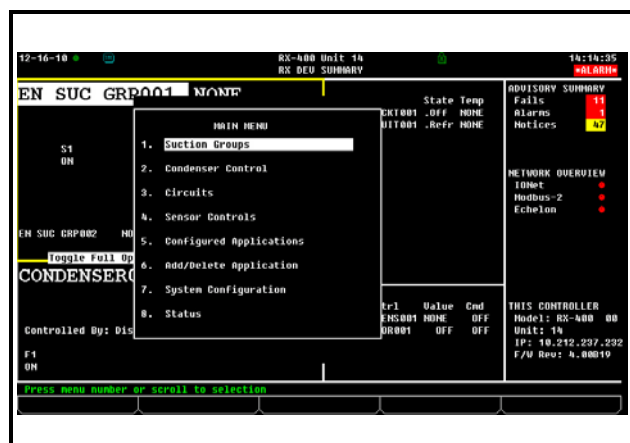 12-16-10
RX-400 Unit 14
14:14:35
RX DEV SUMMARY
*ALARM*
EN SUC GRP001 NONE
State Temp
CKT001 .Off NONE
UIT001 .Refr NONE
S1
ON
EN SUC GRP002
Toggle Full Op
CONDENSER
Controlled By: Dis
F1
ON
MAIN MENU
1. Suction Groups
2. Condenser Control
3. Circuits
4. Sensor Controls
5. Configured Applications
6. Add/Delete Application
7. System Configuration
8. Status
trl Value Cmd
ENS001 NONE OFF
OR001 OFF OFF
ADVISORY SUMMARY
Fails 11
Alarms 1
Notices 47
NETWORK OVERVIEW
IONet
Modbus-2
Echelon
THIS CONTROLLER
Model: RX-400 00
Unit: 14
IP: 10.212.237.232
F/W Rev: 4.00B19
Press menu number or scroll to selection